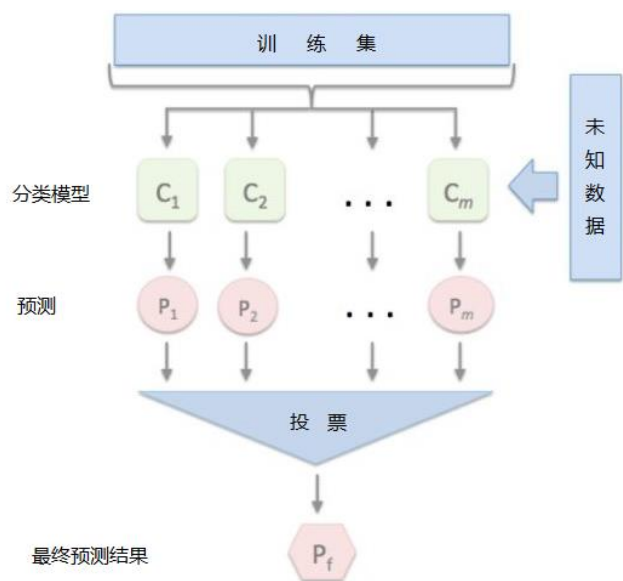 训 练 集
未知数据
分类模型 C1 C2 ... Cm
预测 P1 P2 ... Pm
投 票
最终预测结果 Pf